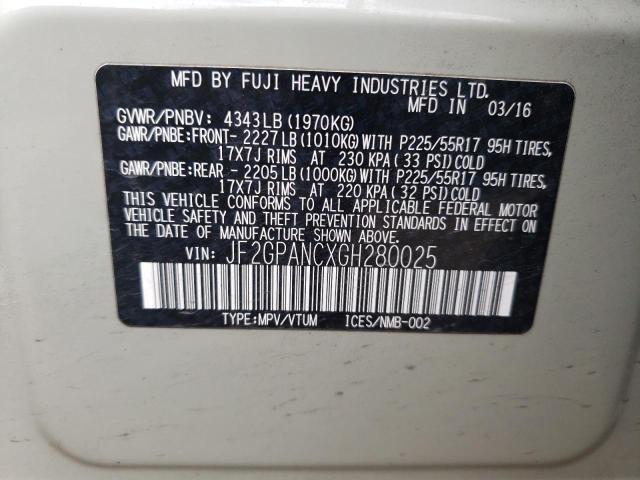 MFD BY FUJI HEAVY INDUSTRIES LTD.
MFD IN 03/16
GVWR/PNBV: 4343LB (1970KG)
GAWR/PNBE:FRONT- 2227LB(1010KG)WITH P225/55R17 95H TIRES,
17X7J RIMS AT 230 KPA(33 PSI)COLD
GAWR/PNBE:REAR - 2205LB(1000KG)WITH P225/55R17 95H TIRES,
17X7J RIMS AT 220 KPA(32 PSI)COLD
THIS VEHICLE CONFORMS TO ALL APPLICABLE FEDERAL MOTOR
VEHICLE SAFETY AND THEFT PREVENTION STANDARDS IN EFFECT ON
THE DATE OF MANUFACTURE SHOWN ABOVE.
VIN: JF2GPANCXGH280025
TYPE:MPV/VTUM ICES/NMB-002